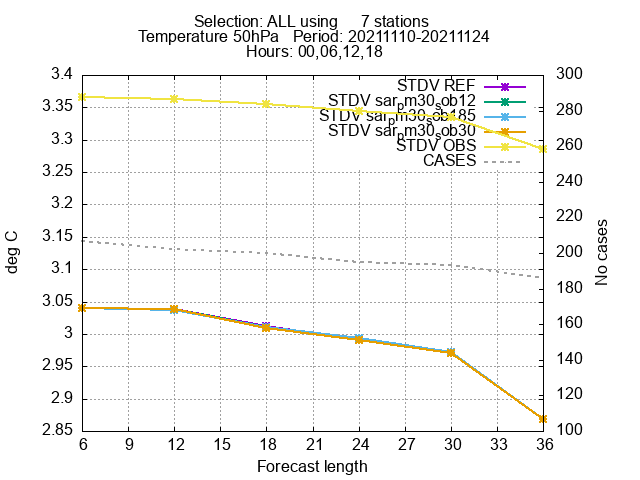 Selection: ALL using 7 stations
Temperature 50hPa Period: 20211110-20211124
Hours: 00,06,12,18
3.4
3.35
3.3
3.25
3.2
3.15
3.1
3.05
3
2.95
2.9
2.85
deg C
300
280
260
240
220
200
180
160
140
120
100
No cases
STDV REF
STDV sar_pm30_sob12
STDV sar_pm30_sob185
STDV sar_pm30_sob30
STDV OBS
CASES
6 9 12 15 18 21 24 27 30 33 36
Forecast length